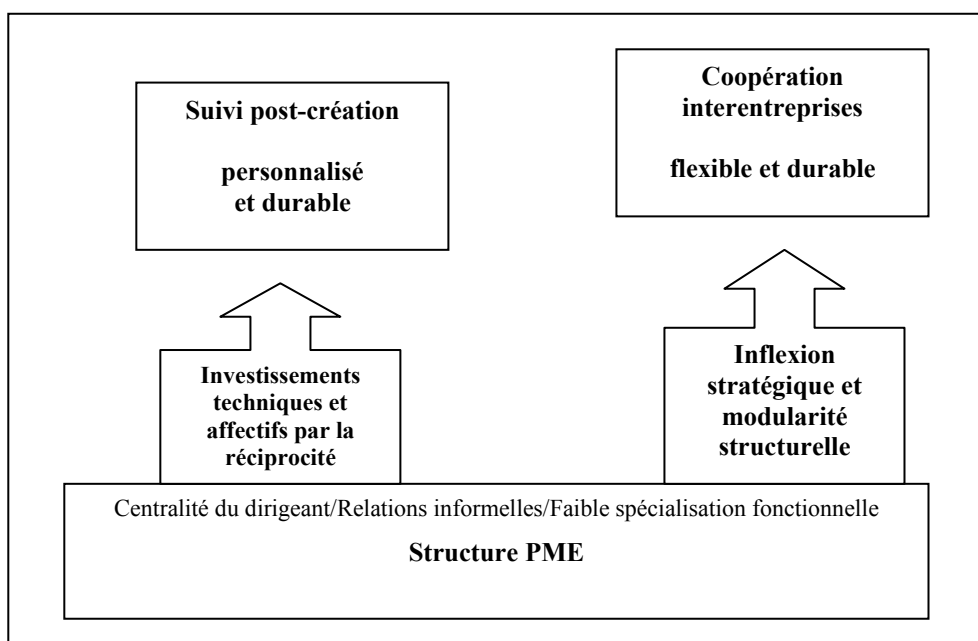 Suivi post-création
personnalisé
et durable
Coopération
interentreprises
flexible et durable
Investissements
techniques et
affectifs par la
réciprocité
Inflexion
stratégique et
modularité
structurelle
Centralité du dirigeant/Relations informelles/Faible spécialisation fonctionnelle
Structure PME